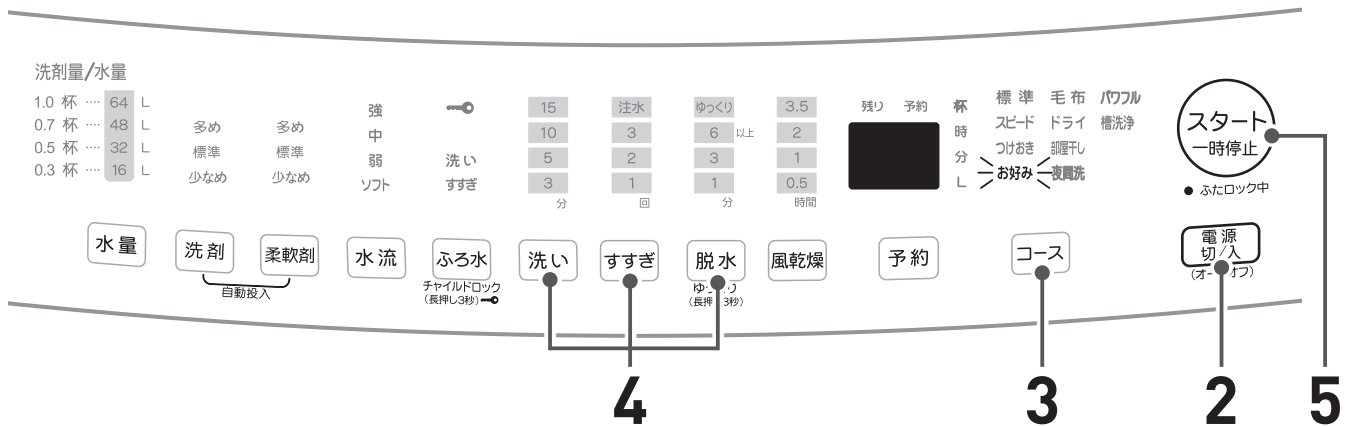 洗剤量/水量
1.0 杯 ···· 64 L
0.7 杯 ···· 48 L
0.5 杯 ···· 32 L
0.3 杯 ···· 16 L
多め
標準
少なめ
多め
標準
少なめ
強
中
弱
ソフト
洗い
すすぎ
15
10
5
3
分
注水
3
2
1
回
ゆっくり
6 以上
3
1
分
3.5
2
1
0.5
時間
残り 予約
杯
時
分
L
標準 毛布 パワフル
スピード ドライ 槽洗浄
つけおき 部屋干し
お好み 夜間洗
スタート
一時停止
● ふたロック中
水量
洗剤
柔軟剤
自動投入
水流
ふろ水
チャイルドロック
(長押し3秒)
洗い
すすぎ
脱水
(長押し3秒)
風乾燥
予約
コース
電源
切/入
4
3
2
5